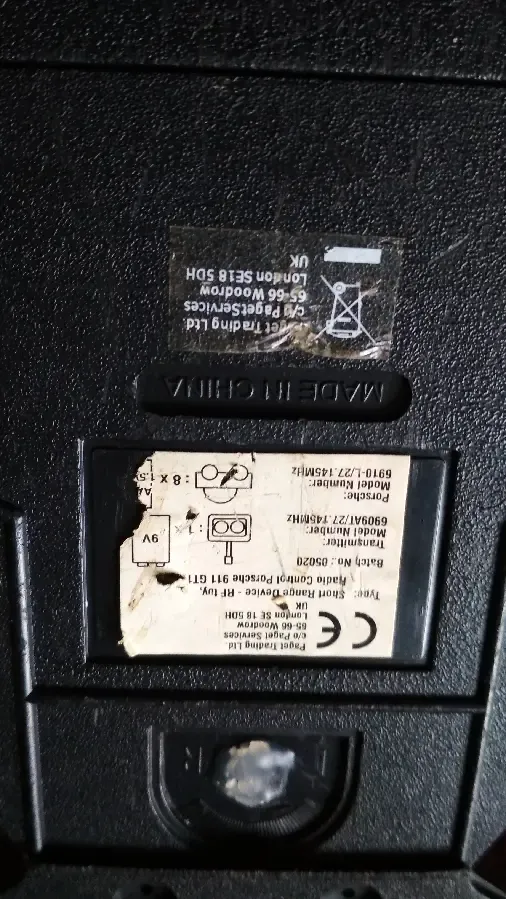 R
CE
Paget Trading Ltd.
c/o Paget Services
65-66 Woodrow
London SE 18 5DH
UK
Type: Short Range Device - RF
Radio Control Porsche 911 GT1
Batch No.: 05020
Transmitter:
Model Number:
6909AT/27.145MHz
: 1
9V
Porsche:
Model Number:
6910-L/27.145MHz
: 8 x
1.5
MADE IN CHINA
Paget Trading Ltd.
c/o PagetServices
65-66 Woodrow
London SE18 5DH
UK